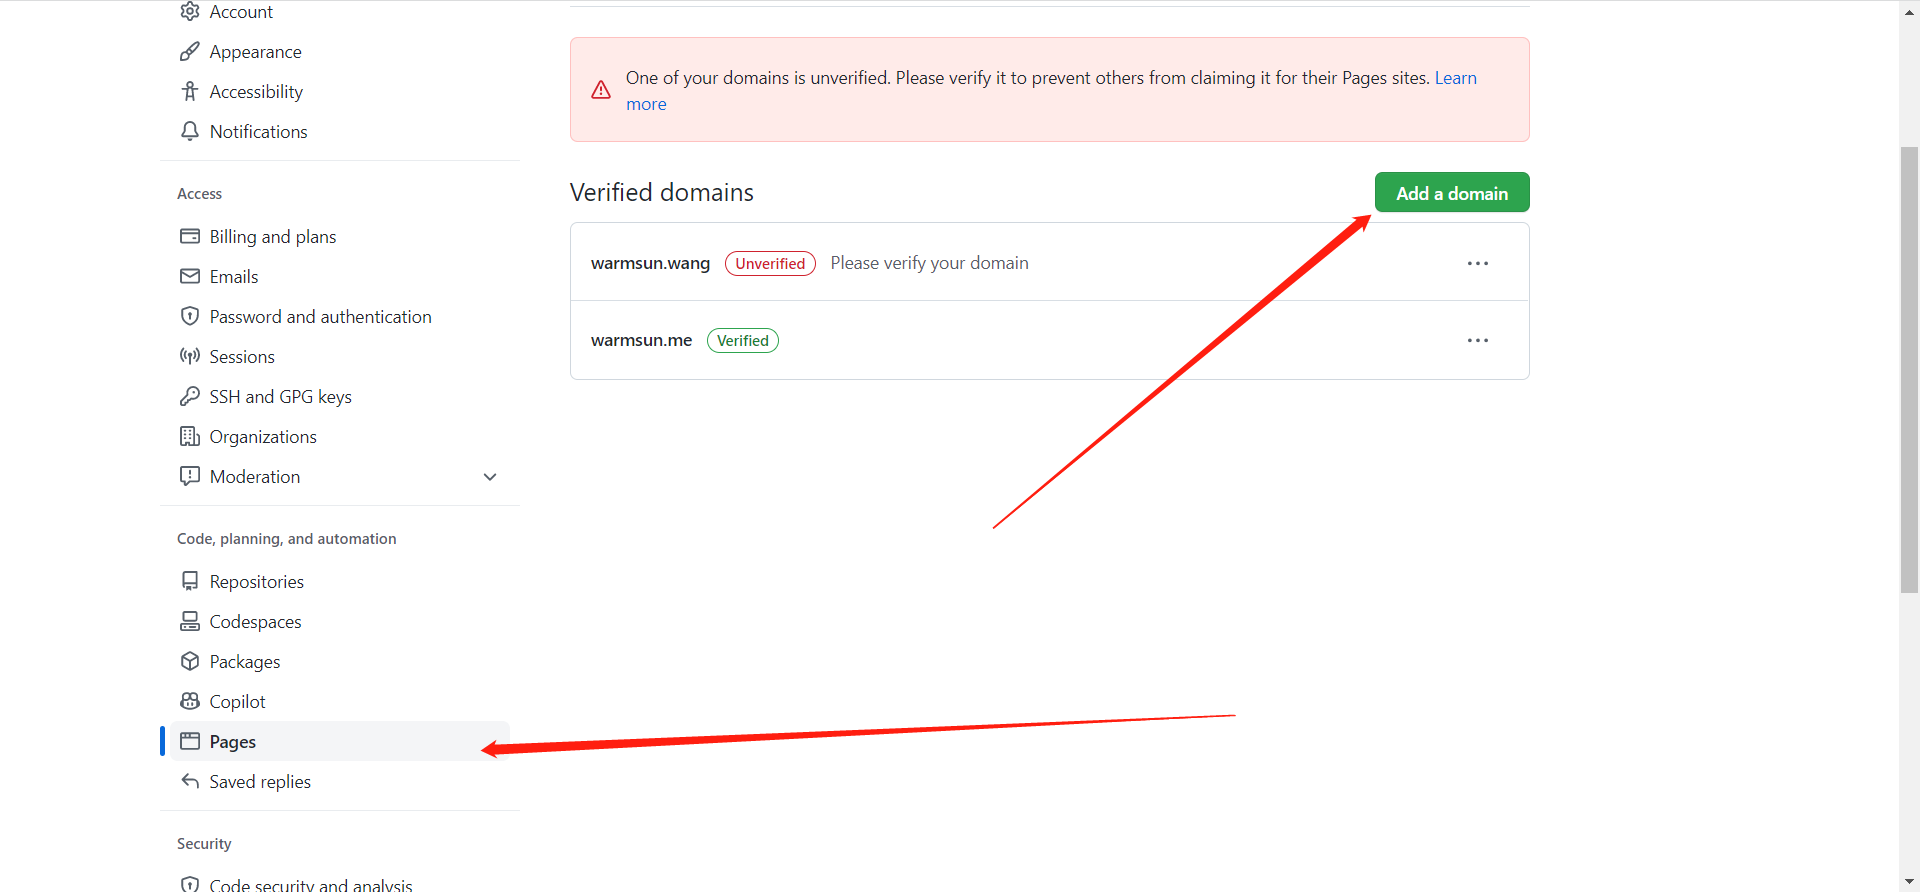 Account
Appearance
Accessibility
Notifications
Access
Billing and plans
Emails
Password and authentication
Sessions
SSH and GPG keys
Organizations
Moderation
Code, planning, and automation
Repositories
Codespaces
Packages
Copilot
Pages
Saved replies
Security
Code security and analysis
One of your domains is unverified. Please verify it to prevent others from claiming it for their Pages sites. Learn
more
Verified domains
Add a domain
warmsun.wang Unverified Please verify your domain
warmsun.me Verified